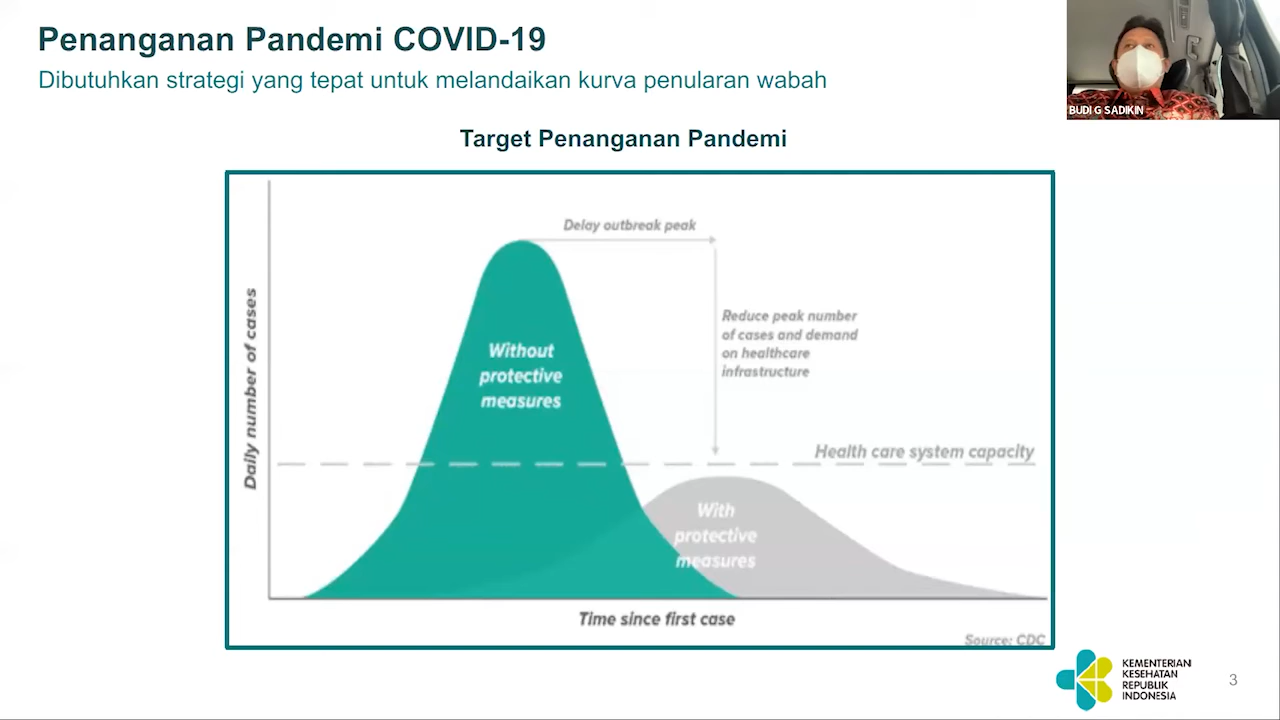 Penanganan Pandemi COVID-19
Dibutuhkan strategi yang tepat untuk melandaikan kurva penularan wabah
BUDI G SADIKIN
Target Penanganan Pandemi
Delay outbreak peak
Daily number of cases
Reduce peak number
of cases and demand
on healthcare
infrastructure
Without
protective
measures
Health care system capacity
With
protective
measures
Time since first case
Source: CDC
KEMENTERIAN
KESEHATAN
REPUBLIK
INDONESIA
3